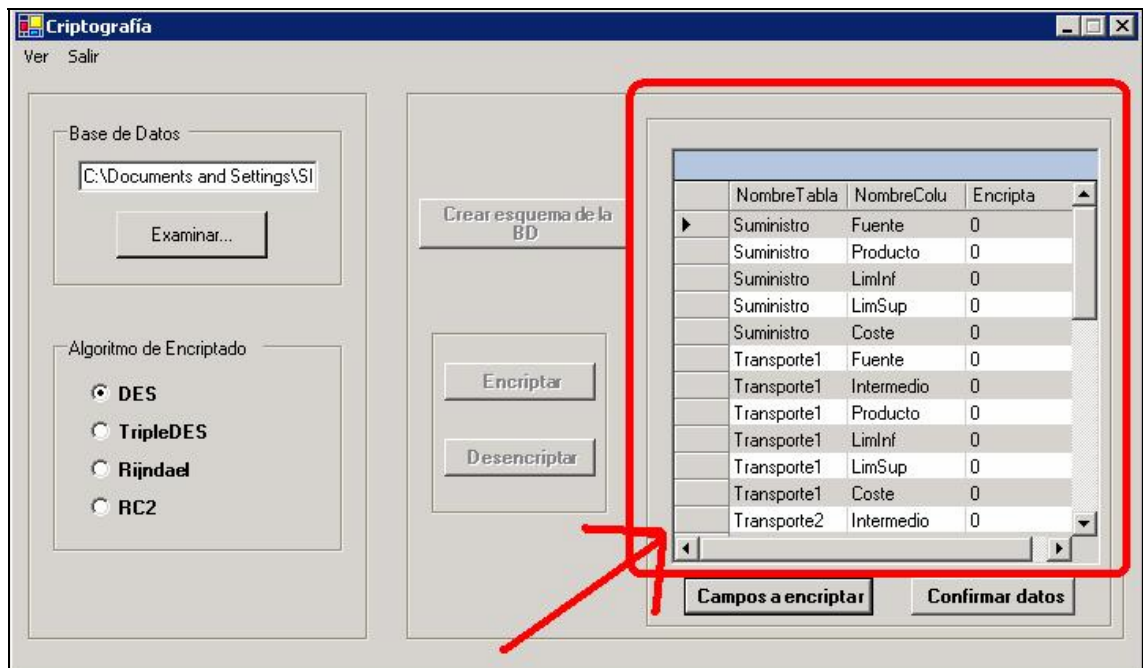 Criptografía
Ver Salir
Base de Datos
C:\Documents and Settings\SI
Examinar...
Algoritmo de Encriptado
DES
TripleDES
Rijndael
RC2
Crear esquema de la
BD
Encriptar
Desencriptar
NombreTabla NombreColu Encripta
Suministro Fuente 0
Suministro Producto 0
Suministro LimInf 0
Suministro LimSup 0
Suministro Coste 0
Transporte1 Fuente 0
Transporte1 Intermedio 0
Transporte1 Producto 0
Transporte1 LimInf 0
Transporte1 LimSup 0
Transporte1 Coste 0
Transporte2 Intermedio 0
Campos a encriptar Confirmar datos